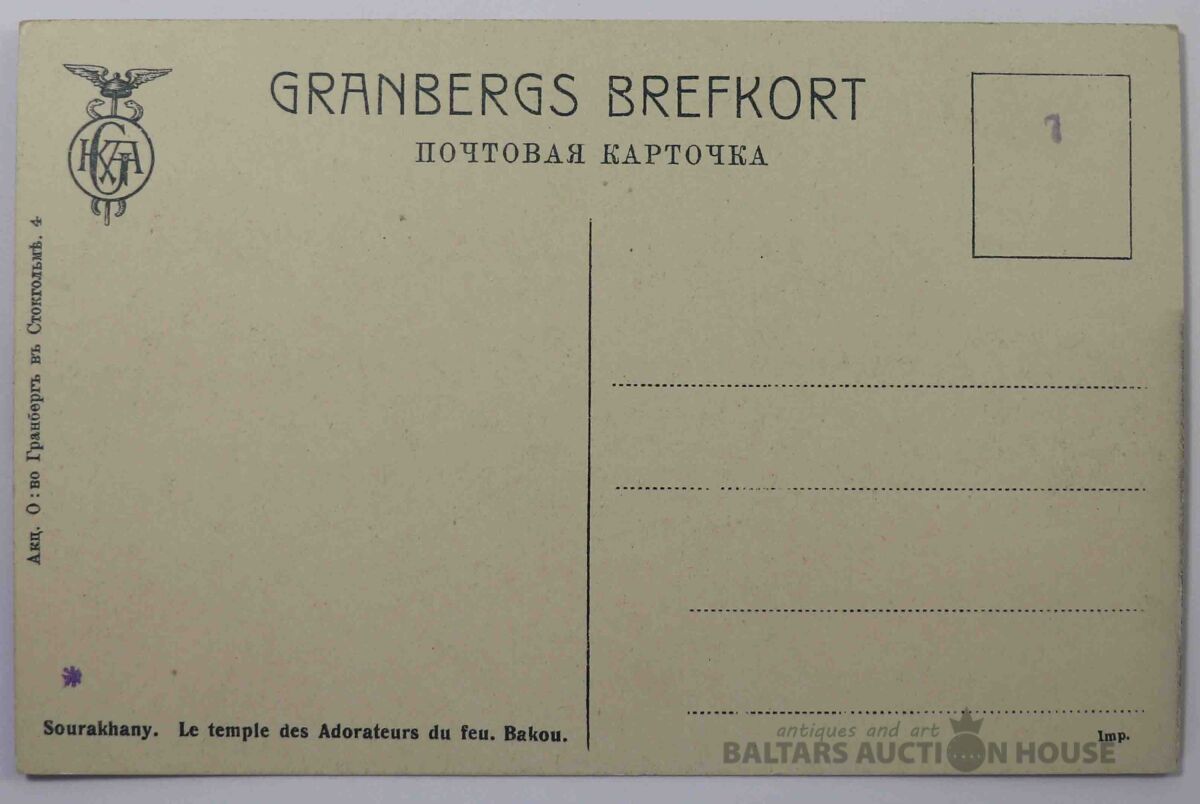 GRANBERGS BREFKORT
ПОЧТОВАЯ КАРТОЧКА
Акц. О:во Гранбергъ въ Стокгольмѣ. 4
Sourakhany. Le temple des Adorateurs du feu. Bakou.
Imp.
antiques and art
BALTARS AUCTION HOUSE